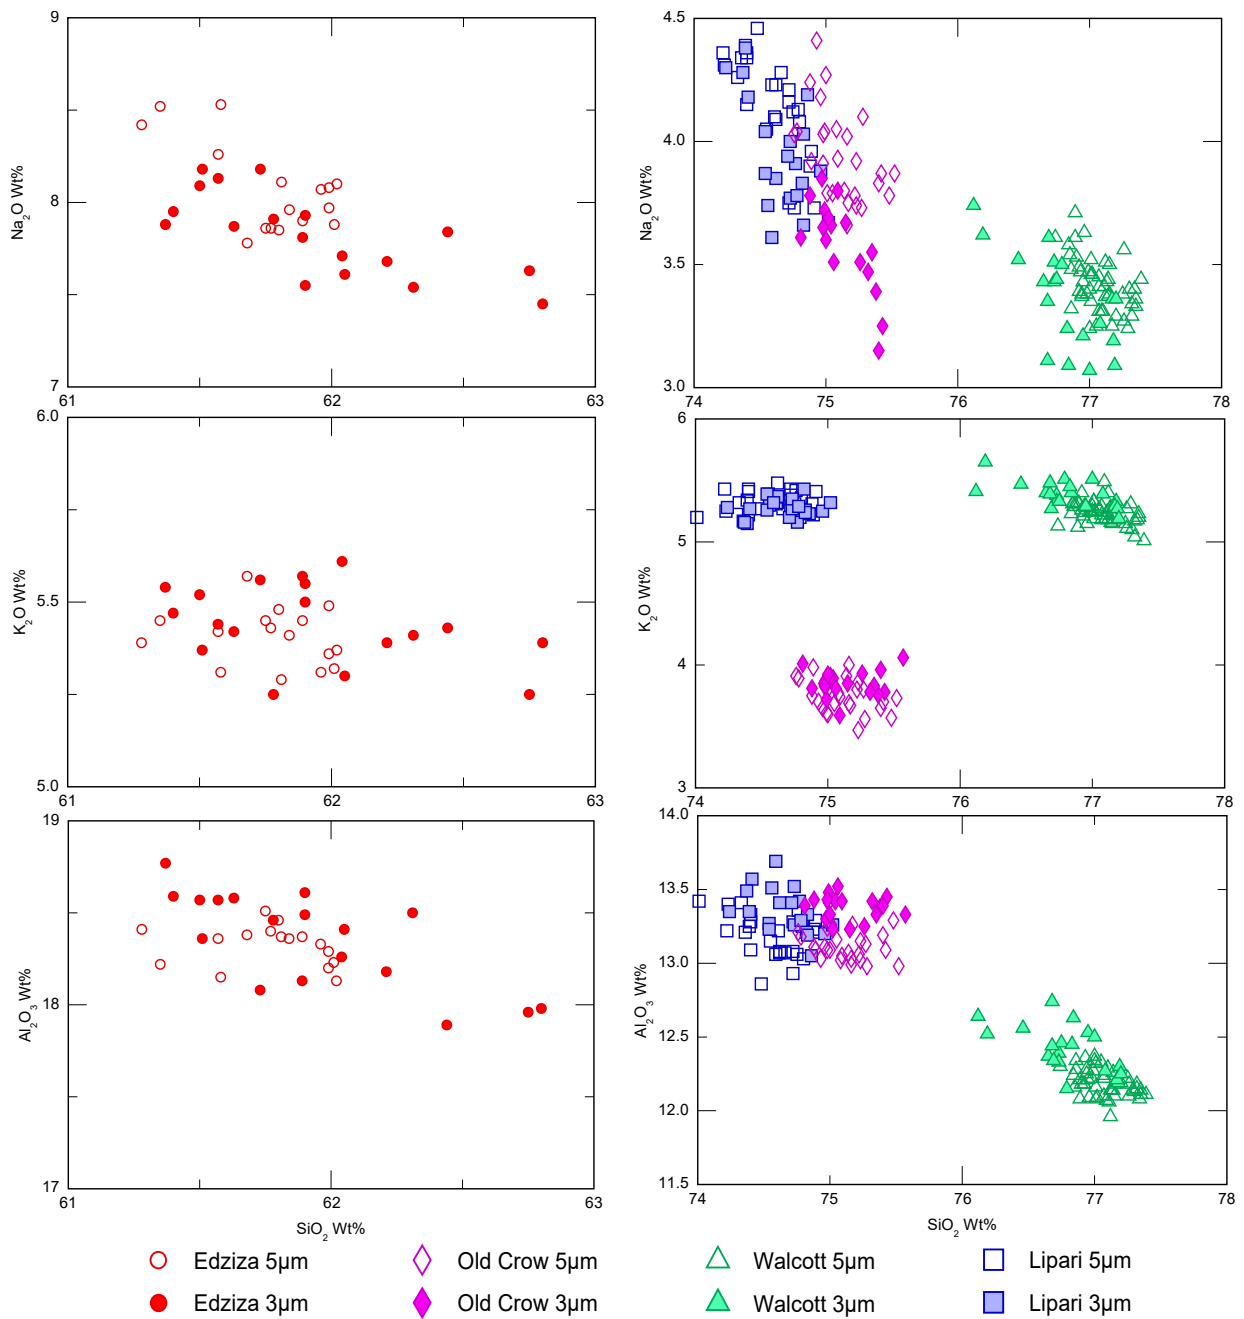 9
8
7
Na2O Wt%
61
62
63
4.5
4.0
3.5
3.0
Na2O Wt%
74
75
76
77
78
6.0
5.5
5.0
K2O Wt%
61
62
63
6
5
4
3
K2O Wt%
74
75
76
77
78
19
18
17
Al2O3 Wt%
61
62
63
SiO2 Wt%
14.0
13.5
13.0
12.5
12.0
11.5
Al2O3 Wt%
74
75
76
77
78
SiO2 Wt%
Edziza 5µm
Old Crow 5µm
Walcott 5µm
Lipari 5µm
Edziza 3µm
Old Crow 3µm
Walcott 3µm
Lipari 3µm